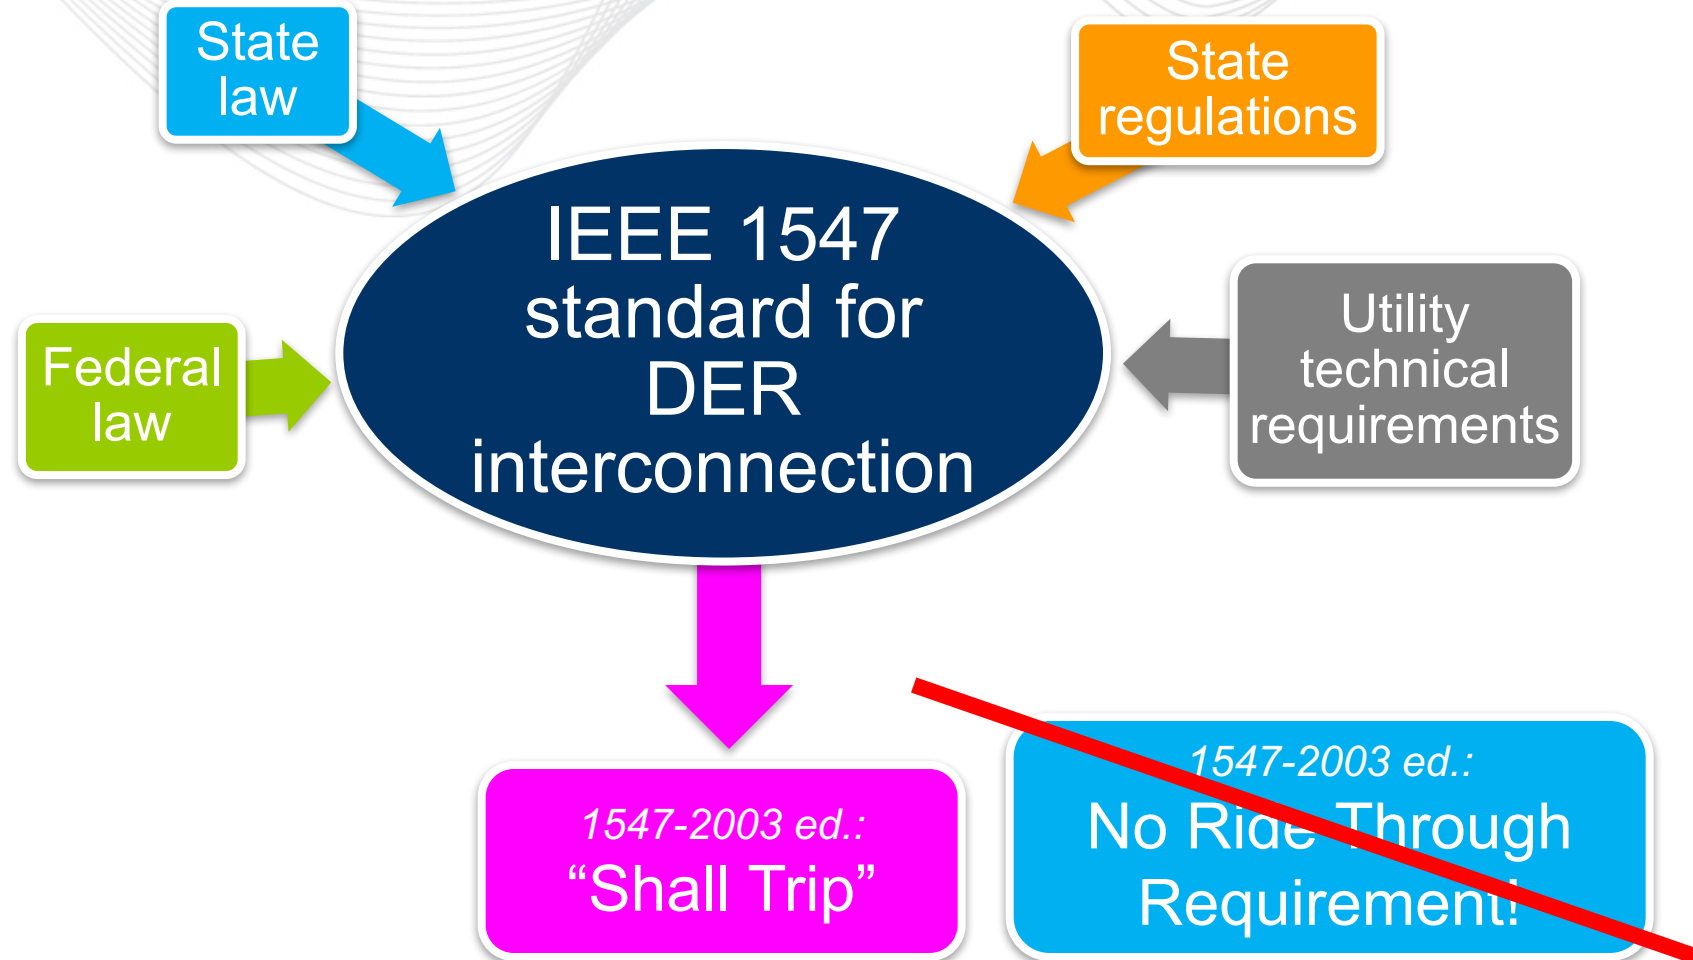 State
law
State
regulations
IEEE 1547
standard for
DER
interconnection
Federal
law
Utility
technical
requirements
1547-2003 ed.:
“Shall Trip”
1547-2003 ed.:
No Ride Through
Requirement!